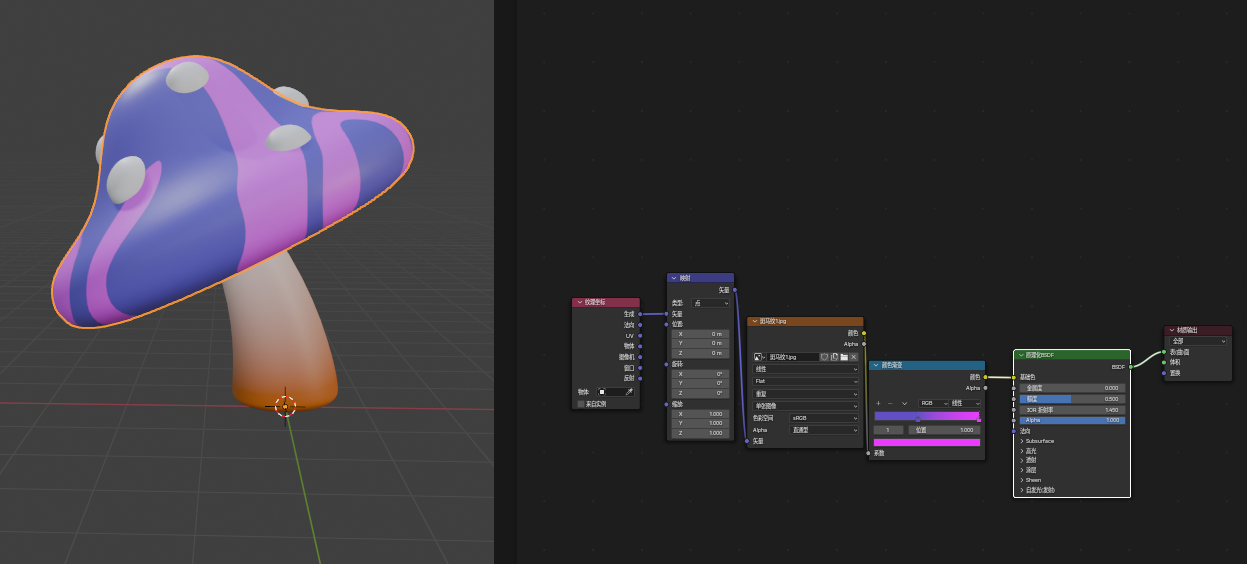 纹理坐标
生成
法向
UV
物体
摄像机
窗口
反射
物体:
来自实例
映射
矢量
类型: 点
矢量
位置:
X 0 m
Y 0 m
Z 0 m
旋转:
X 0°
Y 0°
Z 0°
缩放:
X 1.000
Y 1.000
Z 1.000
斑马纹1.jpg
颜色
Alpha
斑马纹1.jpg
线性
Flat
重复
单张图像
色彩空间 sRGB
Alpha 直通型
矢量
颜色渐变
颜色
Alpha
RGB 线性
1 位置 1.000
系数
原理化BSDF
BSDF
基础色
金属度 0.000
糙度 0.500
IOR 折射率 1.450
Alpha 1.000
法向
Subsurface
高光
透射
涂层
Sheen
自发光(发射)
材质输出
全部
表(曲)面
体积
置换